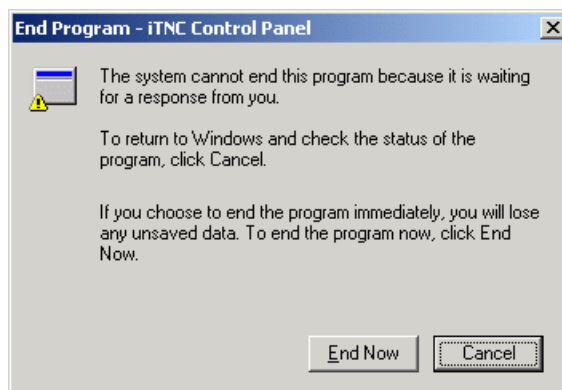 End Program - iTNC Control Panel
The system cannot end this program because it is waiting
for a response from you.
To return to Windows and check the status of the
program, click Cancel.
If you choose to end the program immediately, you will lose
any unsaved data. To end the program now, click End
Now.
End Now
Cancel